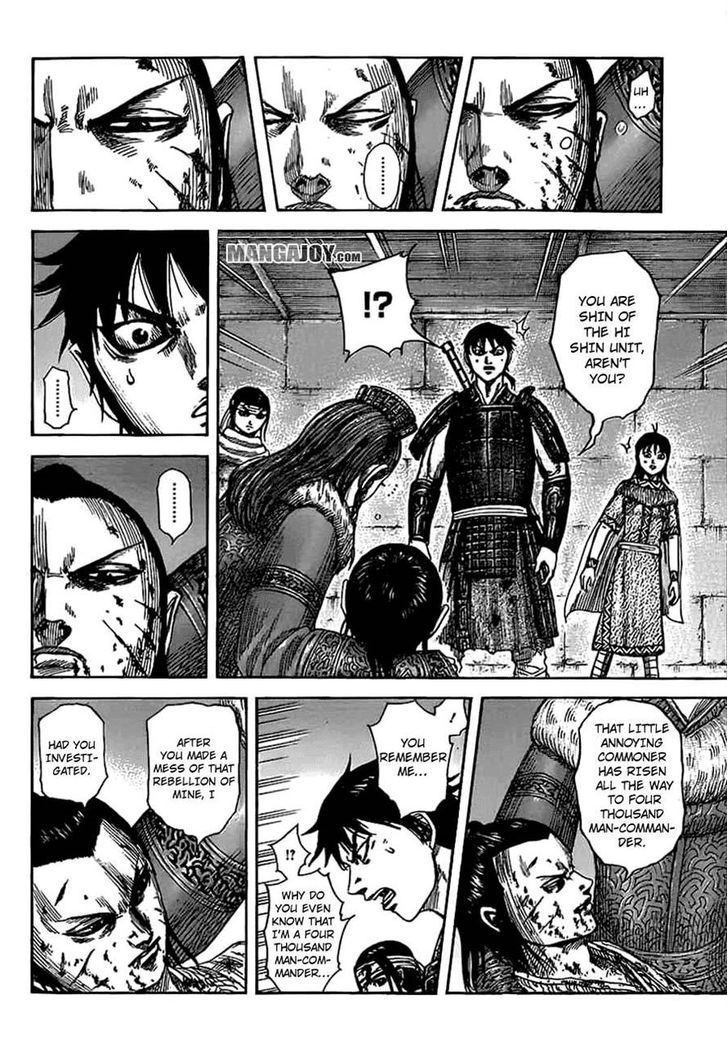 UH
...
.........
MANGAJOY.COM
YOU ARE
SHIN OF
THE HI
SHIN UNIT,
AREN'T
YOU?
!?
.........
.........
THAT LITTLE
ANNOYING
COMMONER
HAS RISEN
ALL THE WAY
TO FOUR
THOUSAND
MAN-COMMAN-
DER.
YOU
REMEMBER
ME...
!?
WHY DO
YOU EVEN
KNOW THAT
I'M A FOUR
THOUSAND
MAN-COM-
MANDER...
AFTER
YOU MADE A
MESS OF THAT
REBELLION
OF MINE, I
HAD YOU
INVESTI-
GATED.